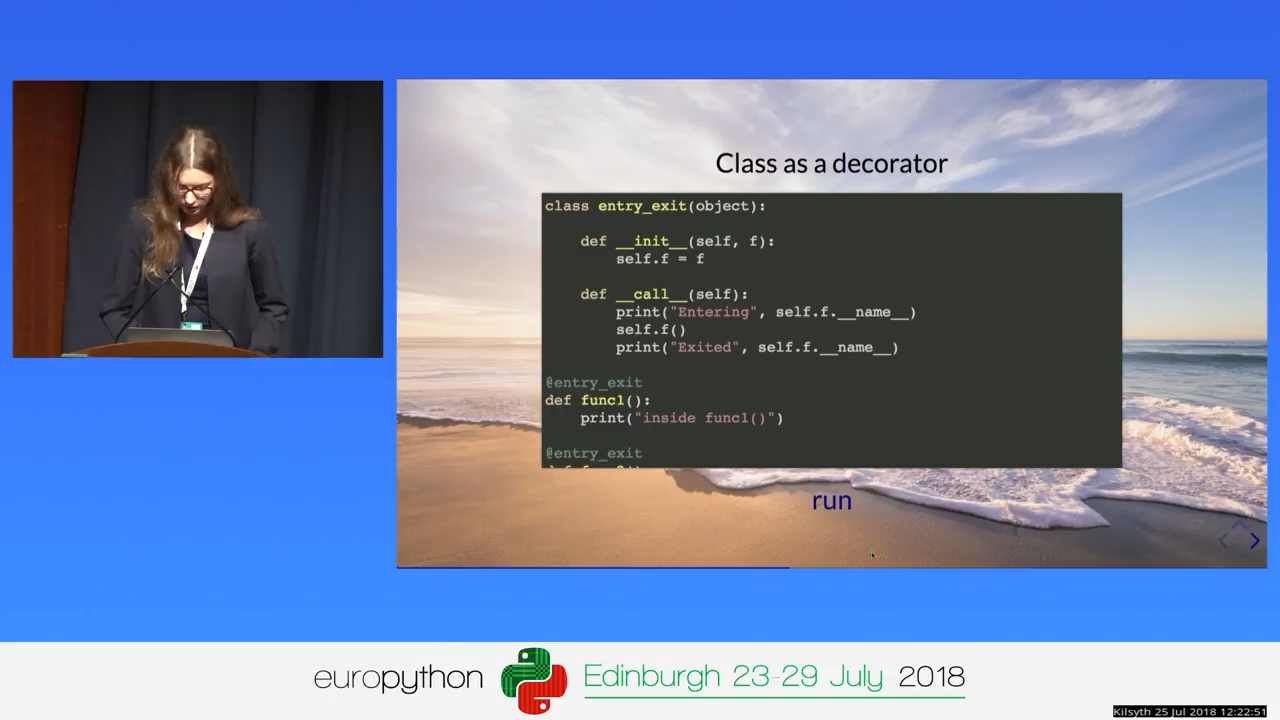 Class as a decorator
class entry_exit(object):
def __init__(self, f):
self.f = f
def __call__(self):
print("Entering", self.f.__name__)
self.f()
print("Exited", self.f.__name__)
@entry_exit
def func1():
print("inside func1()")
@entry_exit
run
europython Edinburgh 23-29 July 2018
Kilsyth 25 Jul 2018 12:22:51